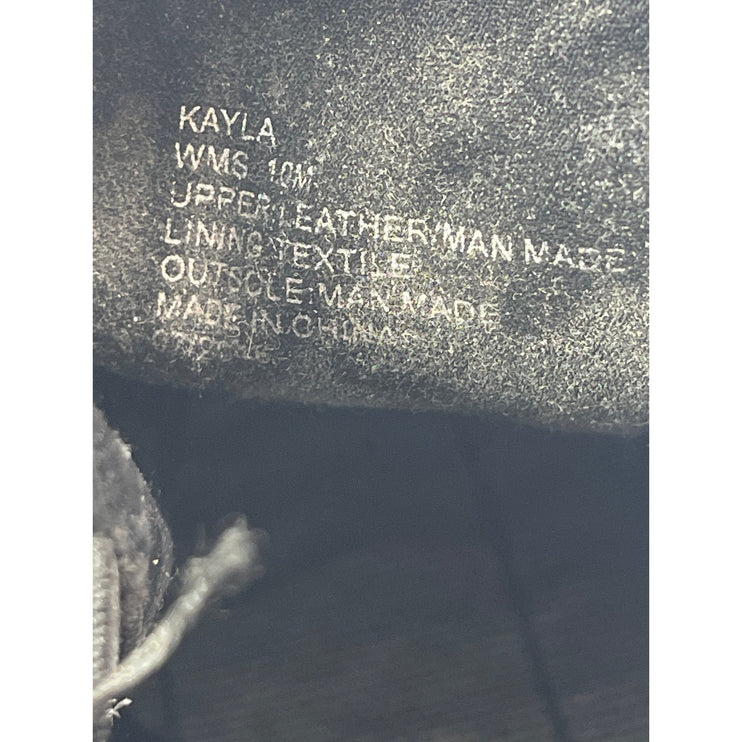 KAYLA
WMS 10M
UPPER:LEATHER/MAN MADE
LINING:TEXTILE
OUTSOLE:MAN MADE
MADE IN CHINA